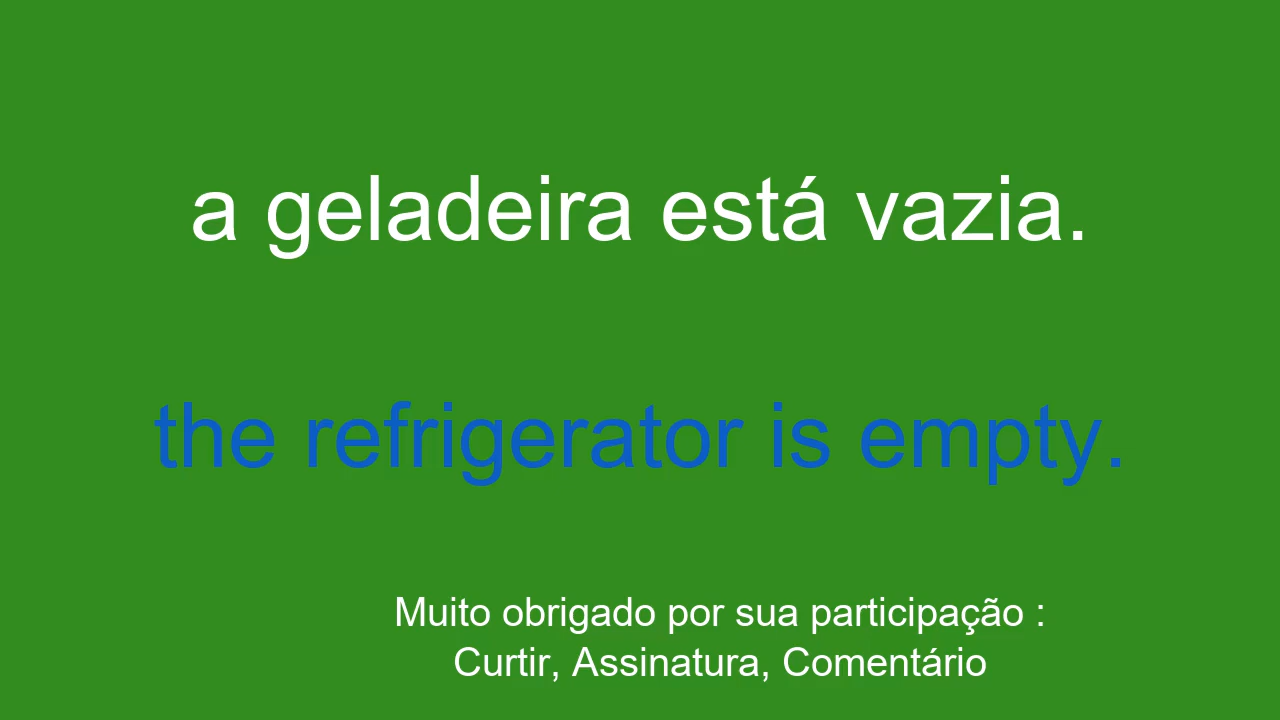 a geladeira está vazia.
the refrigerator is empty.
Muito obrigado por sua participação :
Curtir, Assinatura, Comentário